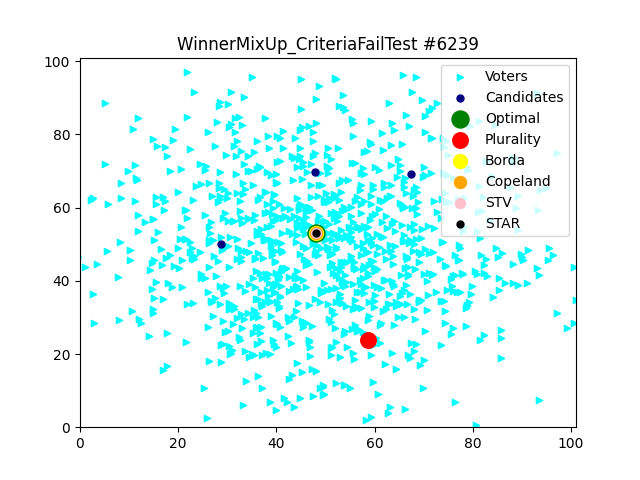 WinnerMixUp_CriteriaFailTest #6239
100
80
60
40
20
0
0 20 40 60 80 100
Voters
Candidates
Optimal
Plurality
Borda
Copeland
STV
STAR